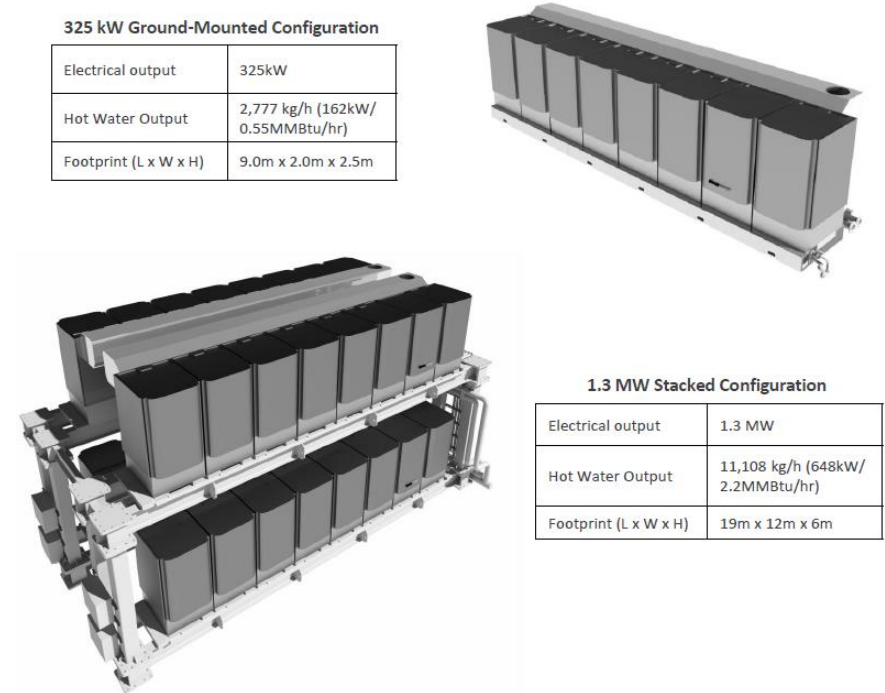 325 kW Ground-Mounted Configuration
Electrical output 325kW
Hot Water Output 2,777 kg/h (162kW/
0.55MMBtu/hr)
Footprint (L x W x H) 9.0m x 2.0m x 2.5m
1.3 MW Stacked Configuration
Electrical output 1.3 MW
Hot Water Output 11,108 kg/h (648kW/
2.2MMBtu/hr)
Footprint (L x W x H) 19m x 12m x 6m